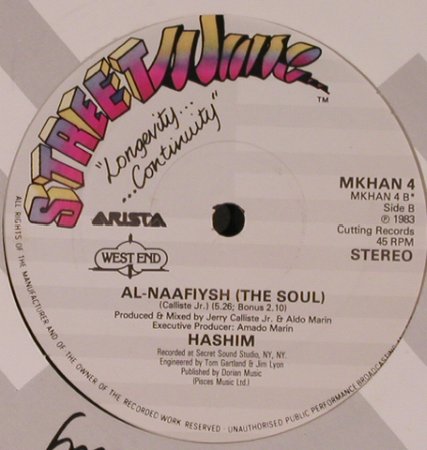 STREETWAVE
TM
"Longevity...
...Continuity"
ARISTA
WEST END
MKHAN 4
MKHAN 4 B*
Side B
℗ 1983
Cutting Records
45 RPM
STEREO
AL-NAAFIYSH (THE SOUL)
(Calliste Jr.) (5.26; Bonus 2.10)
Produced & Mixed by Jerry Calliste Jr. & Aldo Marin
Executive Producer: Amado Marin
HASHIM
Recorded at Secret Sound Studio, NY, NY.
Engineered by Tom Gartland & Jim Lyon
Published by Dorian Music
(Pisces Music Ltd.)
ALL RIGHTS OF THE MANUFACTURER AND OF THE OWNER OF THE RECORDED WORK RESERVED · UNAUTHORISED PUBLIC PERFORMANCE BROADCASTING